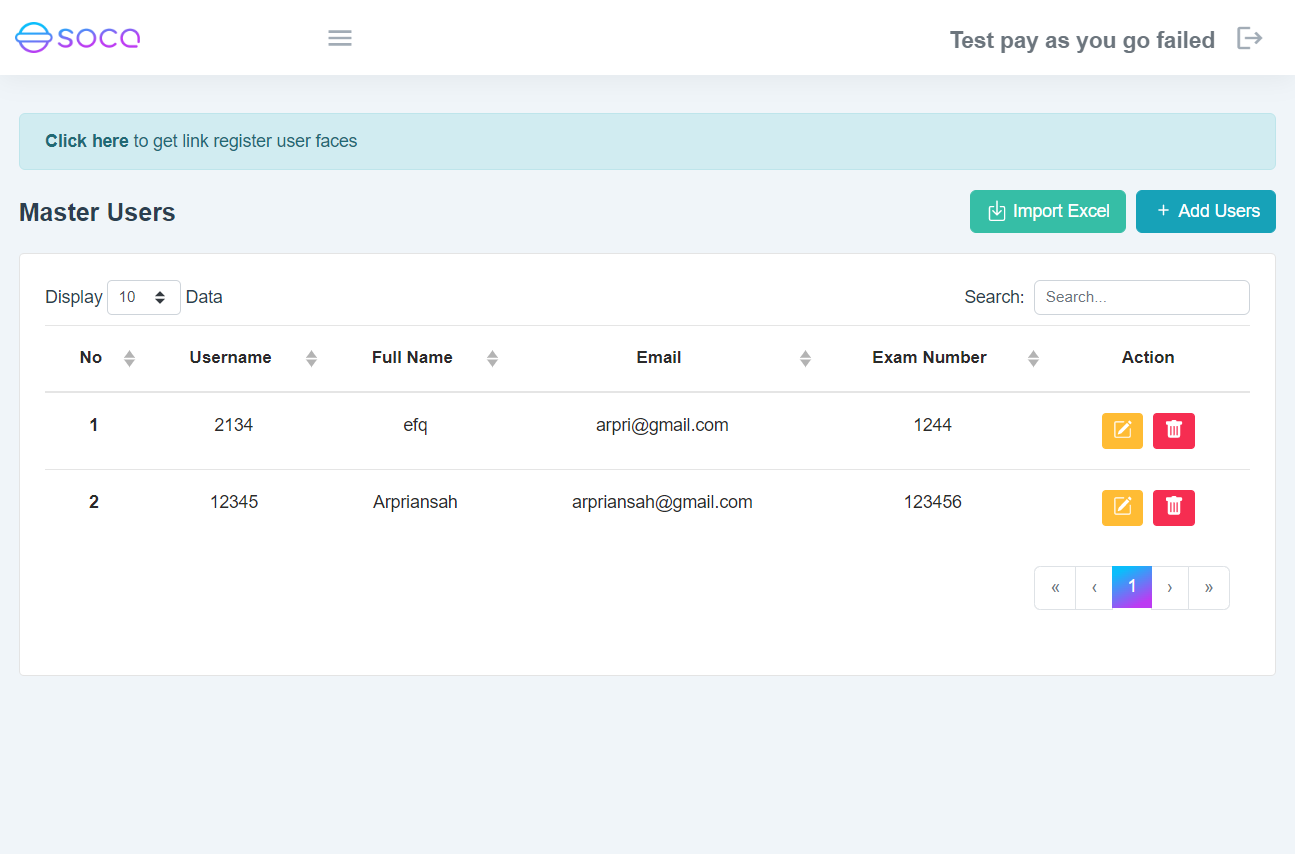 soca
Test pay as you go failed
Click here to get link register user faces
Master Users
Import Excel
+ Add Users
Display 10 Data
Search: Search...
No Username Full Name Email Exam Number Action
1 2134 efq arpri@gmail.com 1244
2 12345 Arpriansah arpriansah@gmail.com 123456
« ‹ 1 › »